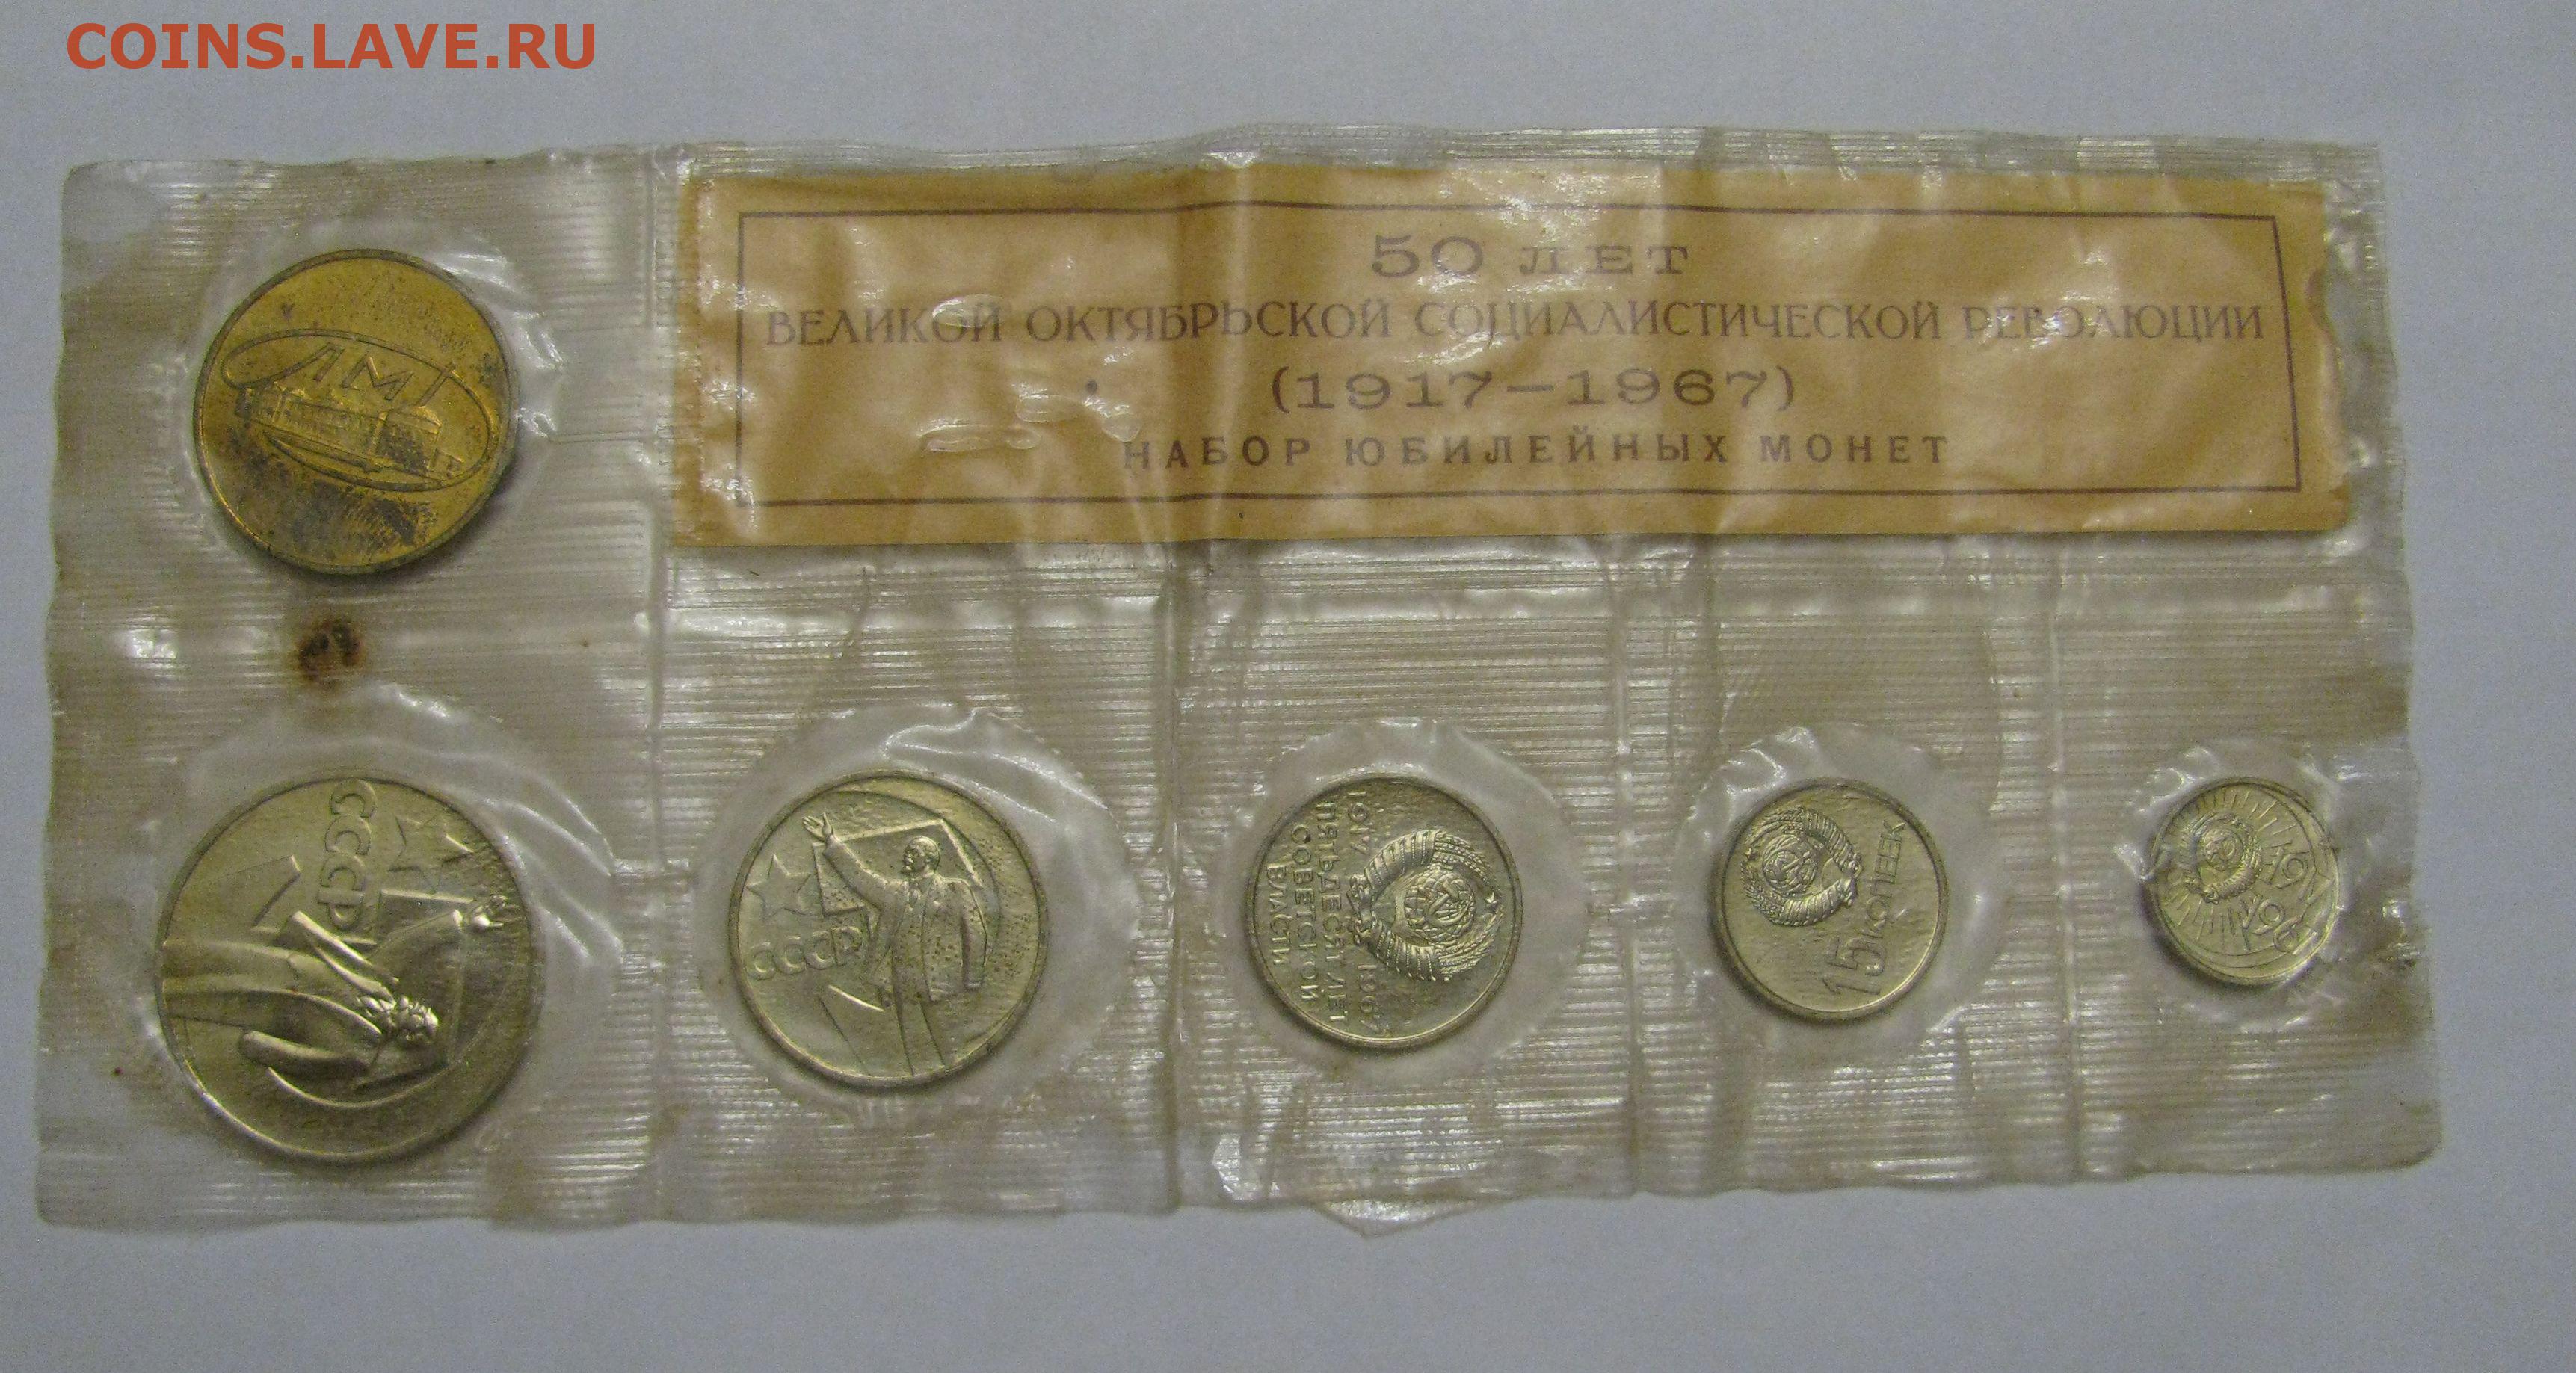 COINS.LAVE.RU
50 ЛЕТ
ВЕЛИКОЙ ОКТЯБРЬСКОЙ СОЦИАЛИСТИЧЕСКОЙ РЕВОЛЮЦИИ
(1917—1967)
НАБОР ЮБИЛЕЙНЫХ МОНЕТ
ЛМД
СССР
СССР
1917 1967
ПЯТЬДЕСЯТ ЛЕТ
СОВЕТСКОЙ
ВЛАСТИ
15 КОПЕЕК